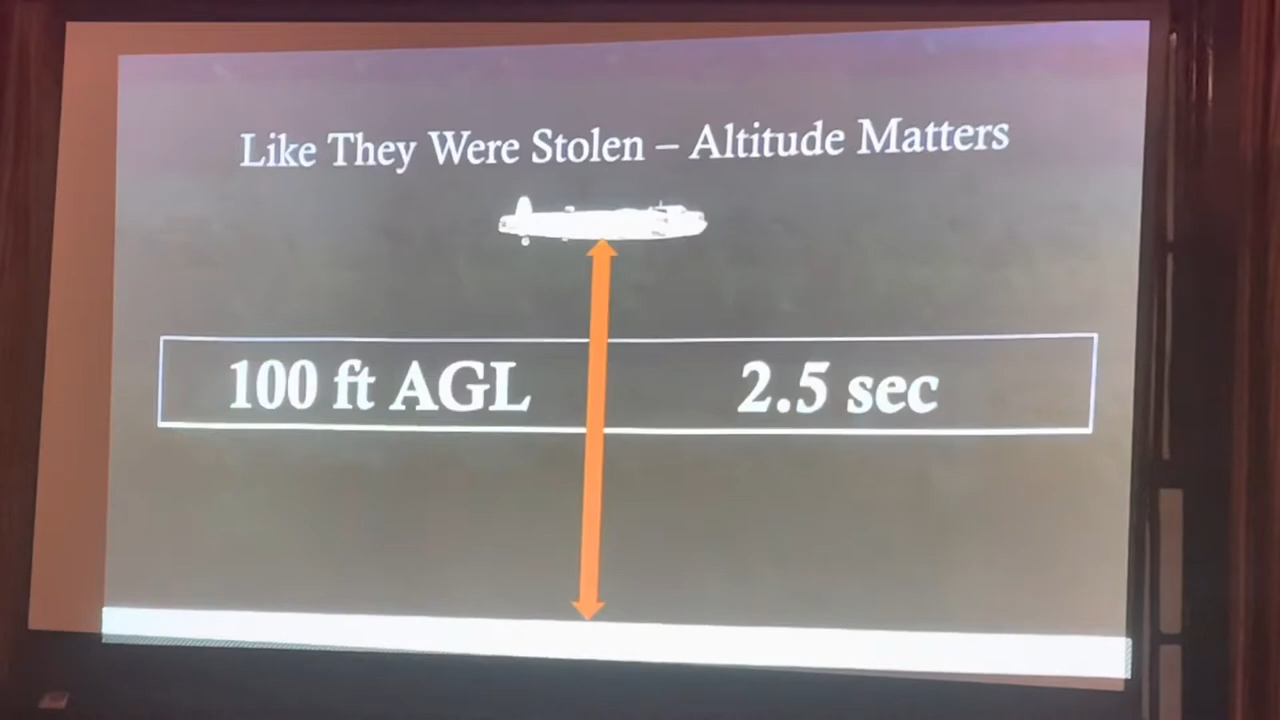 Like They Were Stolen – Altitude Matters
100 ft AGL
2.5 sec